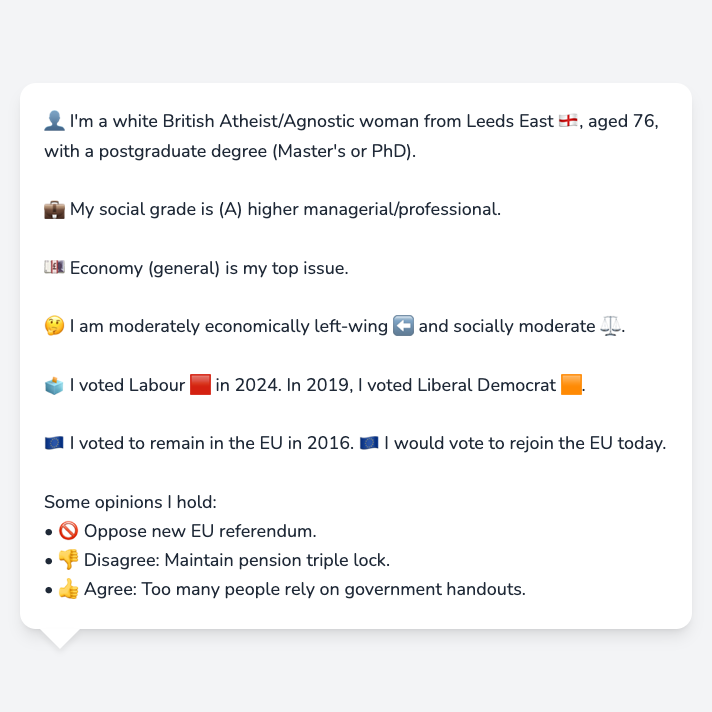 👤 I'm a white British Atheist/Agnostic woman from Leeds East 🏴󠁧󠁢󠁥󠁮󠁧󠁿, aged 76,
with a postgraduate degree (Master's or PhD).
💼 My social grade is (A) higher managerial/professional.
💷 Economy (general) is my top issue.
🤔 I am moderately economically left-wing ⬅️ and socially moderate ⚖️.
🗳️ I voted Labour 🟥 in 2024. In 2019, I voted Liberal Democrat 🟧.
🇪🇺 I voted to remain in the EU in 2016. 🇪🇺 I would vote to rejoin the EU today.
Some opinions I hold:
• 🚫 Oppose new EU referendum.
• 👎 Disagree: Maintain pension triple lock.
• 👍 Agree: Too many people rely on government handouts.